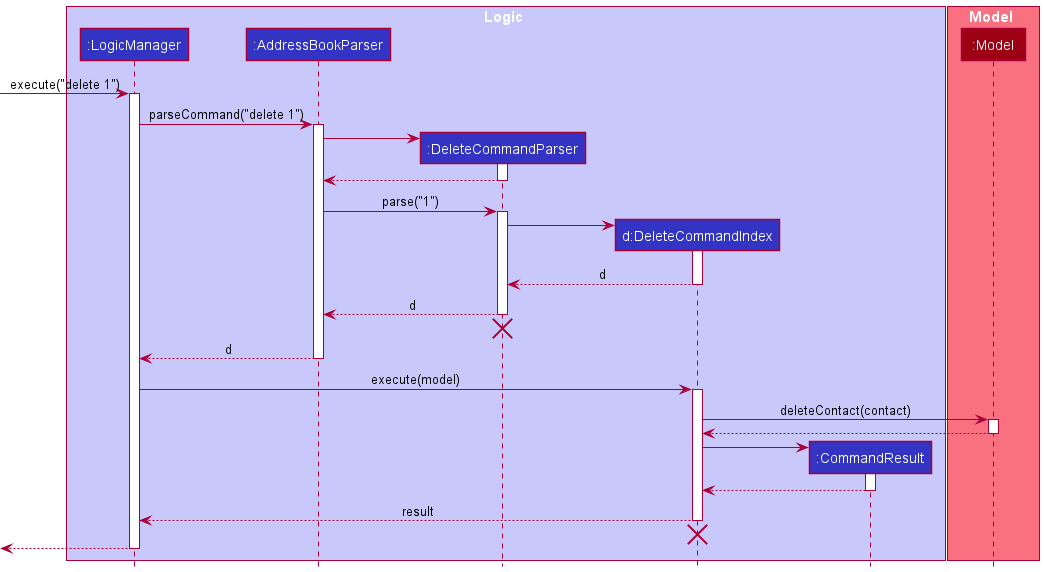 Logic
Model
:LogicManager
:AddressBookParser
:Model
execute("delete 1")
parseCommand("delete 1")
:DeleteCommandParser
parse("1")
d:DeleteCommandIndex
d
d
d
execute(model)
deleteContact(contact)
:CommandResult
result